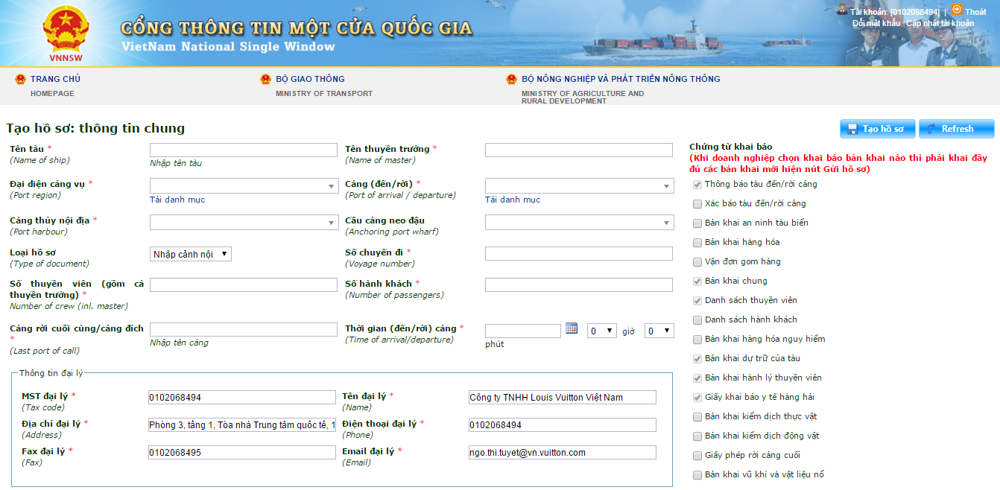 VNNSW
CỔNG THÔNG TIN MỘT CỬA QUỐC GIA
VietNam National Single Window
Tài khoản: [0102068494] | Thoát
Đổi mật khẩu Cập nhật tài khoản
TRANG CHỦ
HOMEPAGE
BỘ GIAO THÔNG
MINISTRY OF TRANSPORT
BỘ NÔNG NGHIỆP VÀ PHÁT TRIỂN NÔNG THÔNG
MINISTRY OF AGRICULTURE AND
RURAL DEVELOPMENT
Tạo hồ sơ: thông tin chung
Tạo hồ sơ
Refresh
Tên tàu *
(Name of ship)
Nhập tên tàu
Tên thuyền trưởng *
(Name of master)
Đại diện cảng vụ *
(Port region)
Tải danh mục
Cảng (đến/rời) *
(Port of arrival / departure)
Tải danh mục
Cảng thủy nội địa *
(Port harbour)
Cầu cảng neo đậu
(Anchoring port wharf)
Loại hồ sơ
(Type of document)
Nhập cảnh nội
Số chuyến đi *
(Voyage number)
Số thuyền viên (gồm cả
thuyền trưởng) *
Number of crew (inl. master)
Số hành khách *
(Number of passengers)
Cảng rời cuối cùng/cảng đích
*
(Last port of call)
Nhập tên cảng
Thời gian (đến/rời) cảng *
(Time of arrival/departure)
0 giờ 0
phút
Thông tin đại lý
MST đại lý *
(Tax code)
0102068494
Tên đại lý *
(Name)
Công ty TNHH Louis Vuitton Việt Nam
Địa chỉ đại lý *
(Address)
Phòng 3, tầng 1, Tòa nhà Trung tâm quốc tế, 1
Điện thoại đại lý *
(Phone)
0102068494
Fax đại lý *
(Fax)
0102068495
Email đại lý *
(Email)
ngo.thi.tuyet@vn.vuitton.com
Chứng từ khai báo
(Khi doanh nghiệp chọn khai báo bản khai nào thì phải khai đầy
đủ các bản khai mới hiện nút Gửi hồ sơ)
Thông báo tàu đến/rời cảng
Xác báo tàu đến/rời cảng
Bản khai an ninh tàu biển
Bản khai hàng hóa
Vận đơn gom hàng
Bản khai chung
Danh sách thuyền viên
Danh sách hành khách
Bản khai hàng hóa nguy hiểm
Bản khai dự trữ của tàu
Bản khai hành lý thuyền viên
Giấy khai báo y tế hàng hải
Bản khai kiểm dịch thực vật
Bản khai kiểm dịch động vật
Giấy phép rời cảng cuối
Bản khai vũ khí và vật liệu nổ